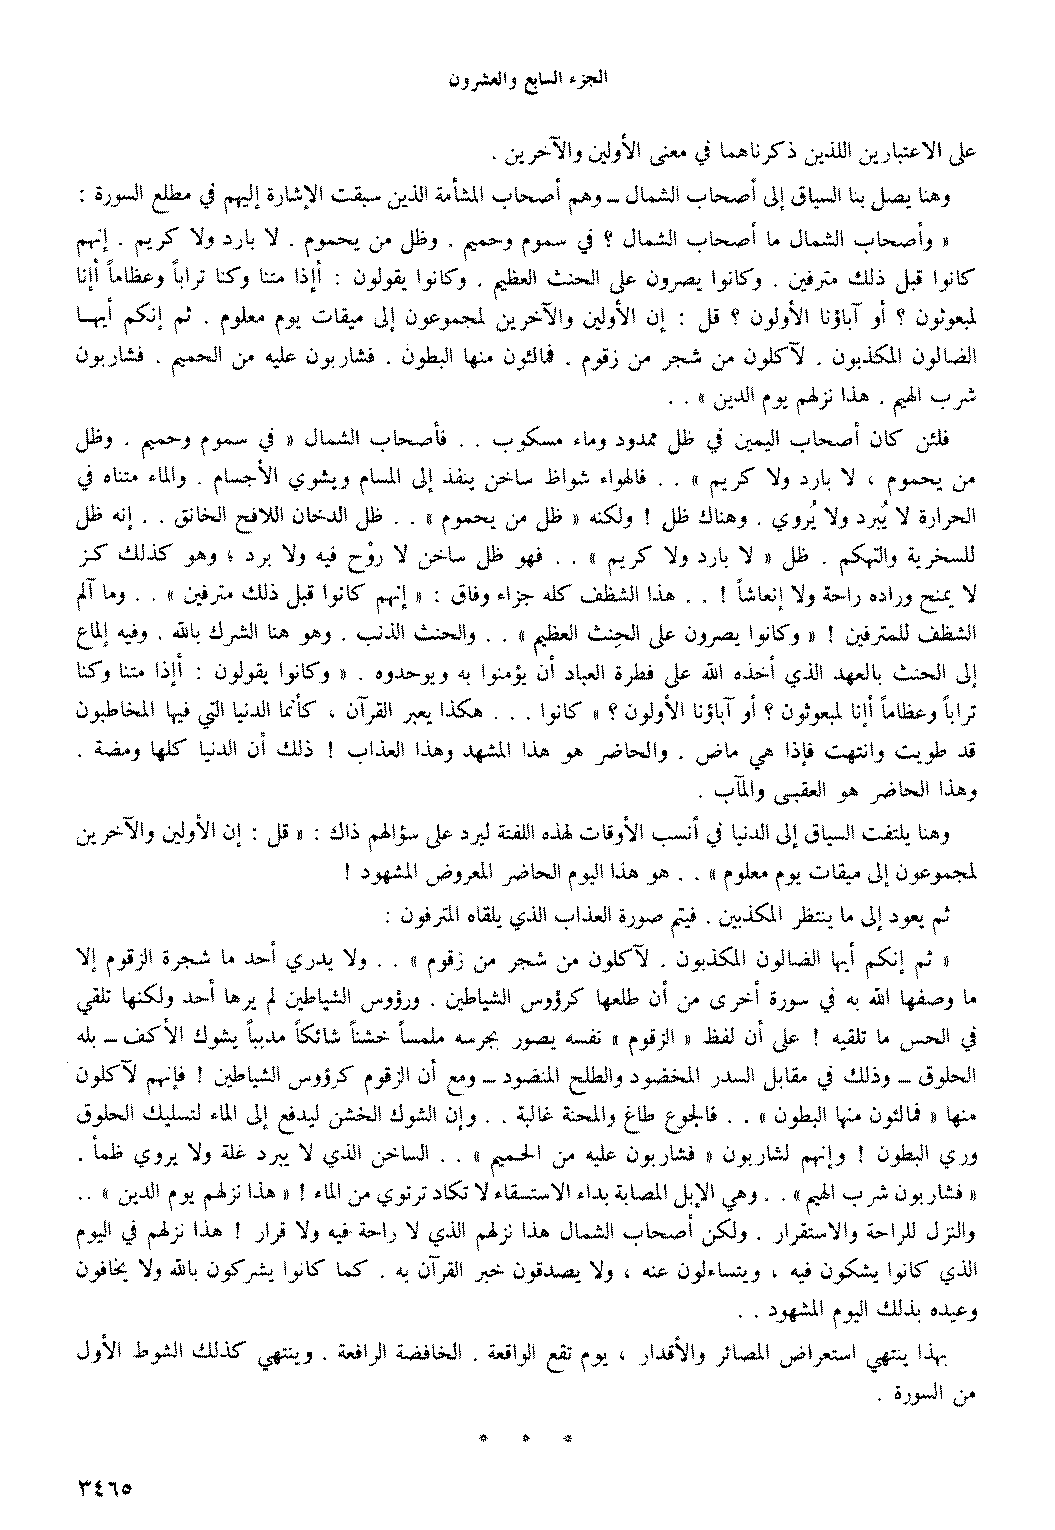 الجزء السابع والعشرون
على الاعتبارين اللذين ذكرناهما في معنى الأولين والآخرين .
وهنا يصل بنا السياق إلى أصحاب الشمال ــ وهم أصحاب المشأمة الذين سبقت الإشارة إليهم في مطلع السورة :
« وأصحاب الشمال ما أصحاب الشمال ؟ في سموم وحميم . وظل من يحموم . لا بارد ولا كريم . إنهم
كانوا قبل ذلك مترفين . وكانوا يصرون على الحنث العظيم . وكانوا يقولون : أإذا متنا وكنا تراباً وعظاماً أإنا
لمبعوثون ؟ أو آباؤنا الأولون ؟ قل : إن الأولين والآخرين لمجموعون إلى ميقات يوم معلوم . ثم إنكم أيهـا
الضالون المكذبون . لآكلون من شجر من زقوم . فمالئون منها البطون . فشاربون عليه من الحميم . فشاربون
شرب الهيم . هذا نزلهم يوم الدين » . .
فلئن كان أصحاب اليمين في ظل ممدود وماء مسكوب . . فأصحاب الشمال « في سموم وحميم . وظل
من يحموم ، لا بارد ولا كريم » . . فالهواء شواظ ساخن ينفذ إلى المسام ويشوي الأجسام . والماء متناه في
الحرارة لا يُبرد ولا يُروي . وهناك ظل ! ولكنه « ظل من يحموم » . . ظل الدخان اللافح الخانق . . إنه ظل
للسخرية والتهكم . ظل « لا بارد ولا كريم » . . فهو ظل ساخن لا روْح فيه ولا برد ؛ وهو كذلك كـز
لا يمنح وراده راحة ولا إنعاشاً ! . . هذا الشظف كله جزاء وفاق : « إنهم كانوا قبل ذلك مترفين » . . وما آلم
الشظف للمترفين ! « وكانوا يصرون على الحِنث العظيم » . . والحنث الذنب . وهو هنا الشرك بالله . وفيه إلماع
إلى الحنث بالعهد الذي أخذه الله على فطرة العباد أن يؤمنوا به ويوحدوه . « وكانوا يقولون : أإذا متنا وكنا
تراباً وعظاماً أإنا لمبعوثون ؟ أو آباؤنا الأولون ؟ » كانوا . . . هكذا يعبر القرآن ، كأنما الدنيا التي فيها المخاطبون
قد طويت وانتهت فإذا هي ماض . والحاضر هو هذا المشهد وهذا العذاب ! ذلك أن الدنيا كلها ومضة .
وهذا الحاضر هو العقبـى والمآب .
وهنا يلتفت السياق إلى الدنيا في أنسب الأوقات لهذه اللفتة ليرد على سؤالهم ذاك : « قل : إن الأولين والآخرين
لمجموعون إلى ميقات يوم معلوم » . . هو هذا اليوم الحاضر المعروض المشهود !
ثم يعود إلى ما ينتظر المكذبين . فيتم صورة العذاب الذي يلقاه المترفون :
« ثم إنكم أيها الضالون المكذبون . لآكلون من شجر من زقوم » . . ولا يدري أحد ما شجرة الزقوم إلا
ما وصفها الله به في سورة أخرى من أن طلعها كرؤوس الشياطين . ورؤوس الشياطين لم يرها أحد ولكنها تلقي
في الحس ما تلقيه ! على أن لفظ « الزقوم » نفسه يصور بجرسه ملمساً خشناً شائكاً مدبباً يشوك الأكف ــ بله
الحلوق ــ وذلك في مقابل السدر المخضود والطلح المنضود ــ ومع أن الزقوم كرؤوس الشياطين ! فإنهم لآكلون
منها « فمالئون منها البطون » . . فالجوع طاغ والمحنة غالبة . . وإن الشوك الخشن ليدفع إلى الماء لتسليك الحلوق
وري البطون ! وإنهم لشاربون « فشاربون عليه من الحميم » . . الساخن الذي لا يبرد غلة ولا يروي ظمأ .
« فشاربون شرب الهيم» . . وهي الإبل المصابة بداء الاستسقاء لا تكاد ترتوي من الماء ! « هذا نزلهم يوم الدين » . .
والنزل للراحة والاستقرار . ولكن أصحاب الشمال هذا نزلهم الذي لا راحة فيه ولا قرار ! هذا نزلهم في اليوم
الذي كانوا يشكون فيه ، ويتساءلون عنه ، ولا يصدقون خبر القرآن به . كما كانوا يشركون بالله ولا يخافون
وعيده بذلك اليوم المشهود . .
بهذا ينتهي استعراض المصائر والأقدار ، يوم تقع الواقعة . الخافضة الرافعة . وينتهي كذلك الشوط الأول
من السورة .
* * *
٣٤٦٥